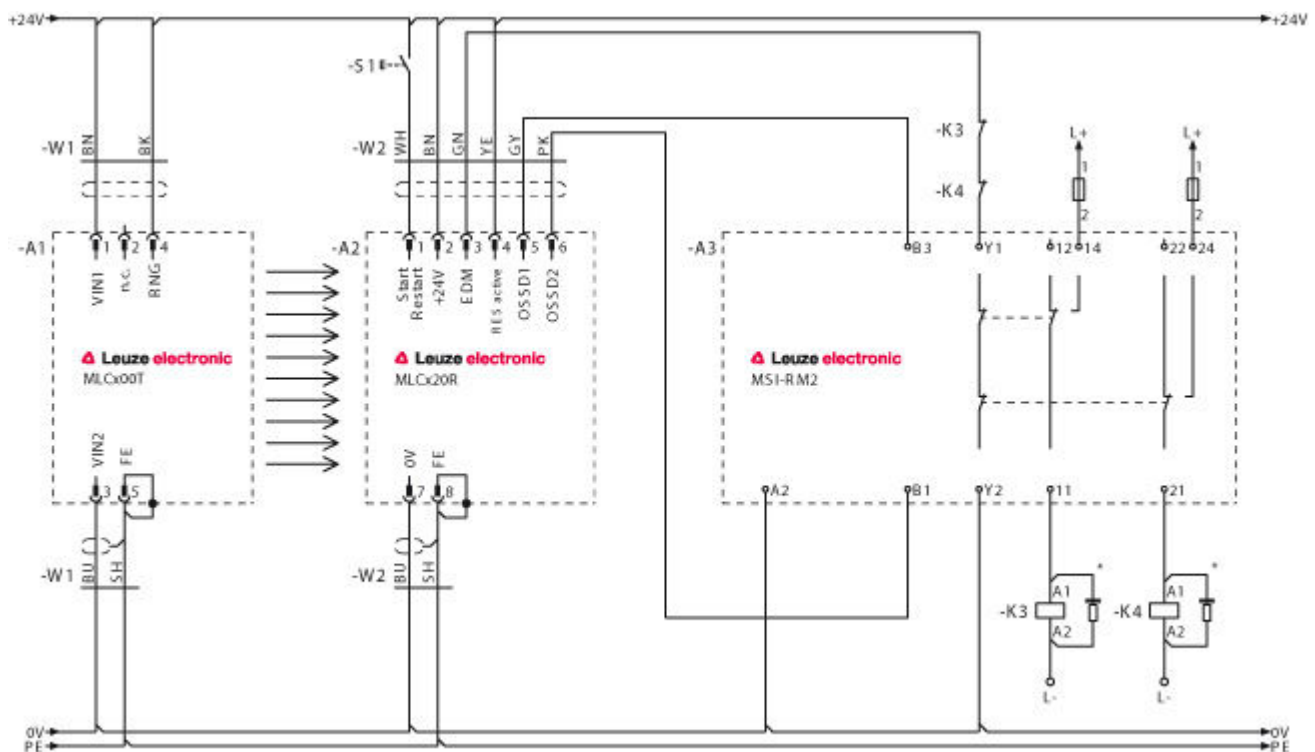 +24V
+24V
-S1
-W1
BN
BK
-W2
WH
BN
GN
YE
GY
PK
-K3
-K4
L+
1
2
L+
1
2
-A1
1
2
4
VIN1
n.c.
RNG
-A2
1
2
3
4
5
6
Start
Restart
+24V
EDM
RES active
OSSD1
OSSD2
-A3
B3
Y1
12
14
22
24
Leuze electronic
MLCx00T
Leuze electronic
MLCx20R
Leuze electronic
MSI-RM2
VIN2
FE
3
5
0V
FE
7
8
A2
B1
Y2
11
21
-W1
BU
SH
-W2
BU
SH
-K3
A1
A2
*
-K4
A1
A2
*
L-
L-
0V
0V
PE
PE